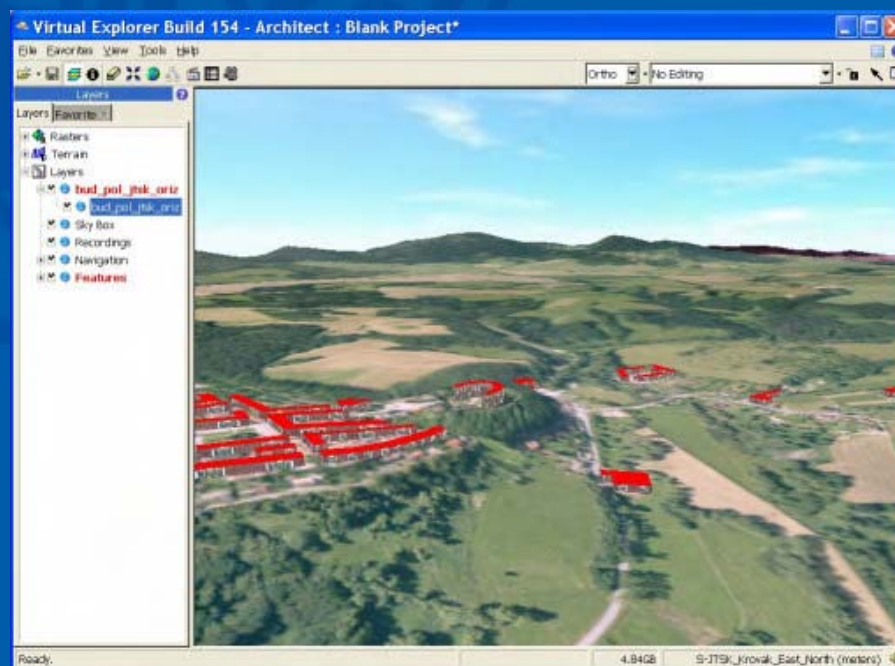 Virtual Explorer Build 154 - Architect : Blank Project*
File Favorites View Tools Help
Ortho No Editing
Layers
Layers Favorite
Rasters
Terrain
Layers
bud_pol_jtsk_oriz
bud_pol_jtsk_oriz
Sky Box
Recordings
Navigation
Features
Ready. 4.84GB S-JTSK_Krovak_East_North (meters)